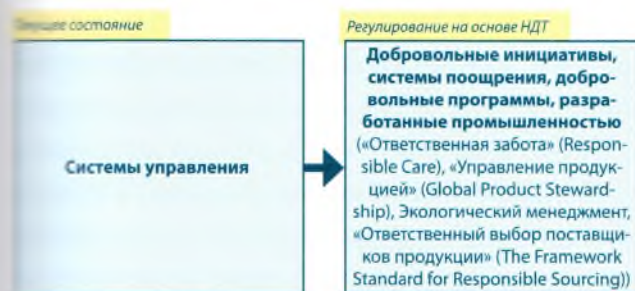 состояние
Регулирование на основе НДТ
Системы управления
Добровольные инициативы,
системы поощрения, добро-
вольные программы, разра-
ботанные промышленностью
(«Ответственная забота» (Respon-
sible Care), «Управление продук-
цией» (Global Product Steward-
ship), Экологический менеджмент,
«Ответственный выбор поставщи-
ков продукции» (The Framework
Standard for Responsible Sourcing))